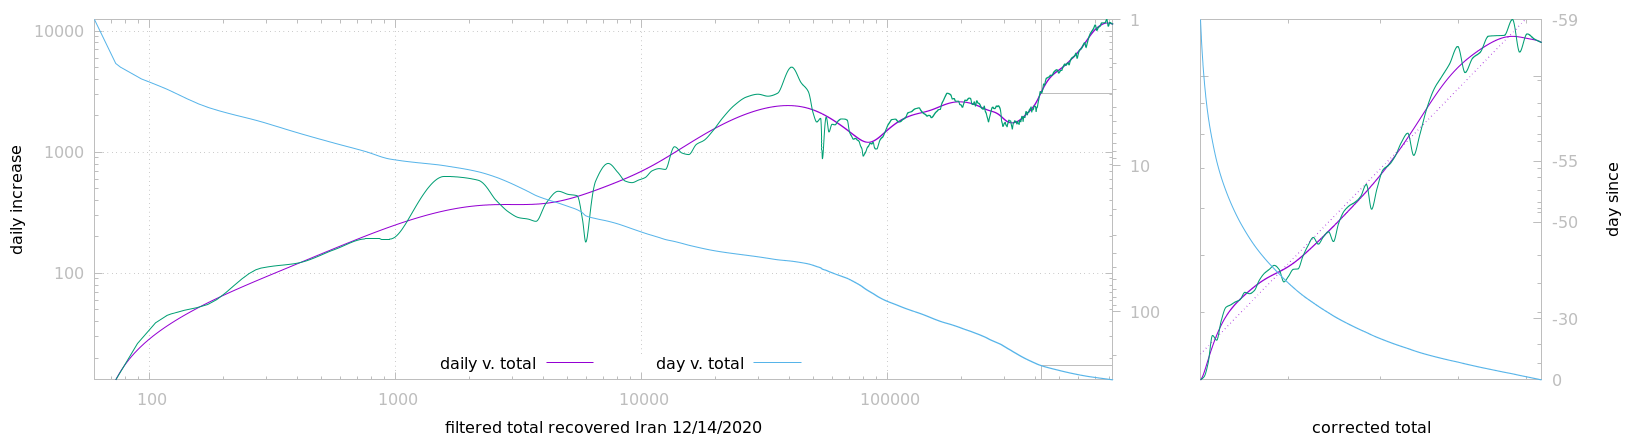 10000
1000
100
daily increase
100
1000
10000
100000
filtered total recovered Iran 12/14/2020
daily v. total
day v. total
1
10
100
-59
-55
-50
-30
0
day since
corrected total